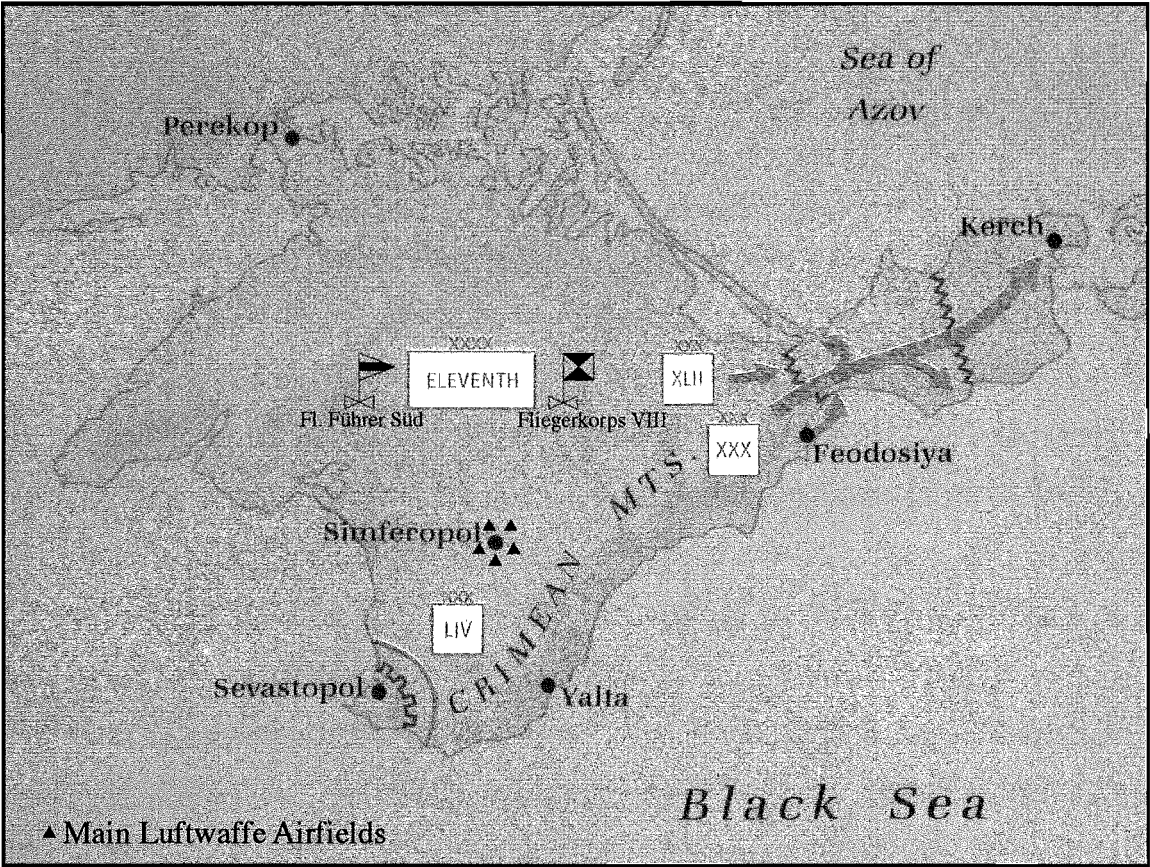 Sea of
Azov
Perekop
Kerch
XXXX
ELEVENTH
XXX
XLII
Fl. Führer Süd
Fliegerkorps VIII
XXX
XXX
Feodosiya
Simferopol
CRIMEAN MTS.
XXX
LIV
Sevastopol
Yalta
Black Sea
▲ Main Luftwaffe Airfields